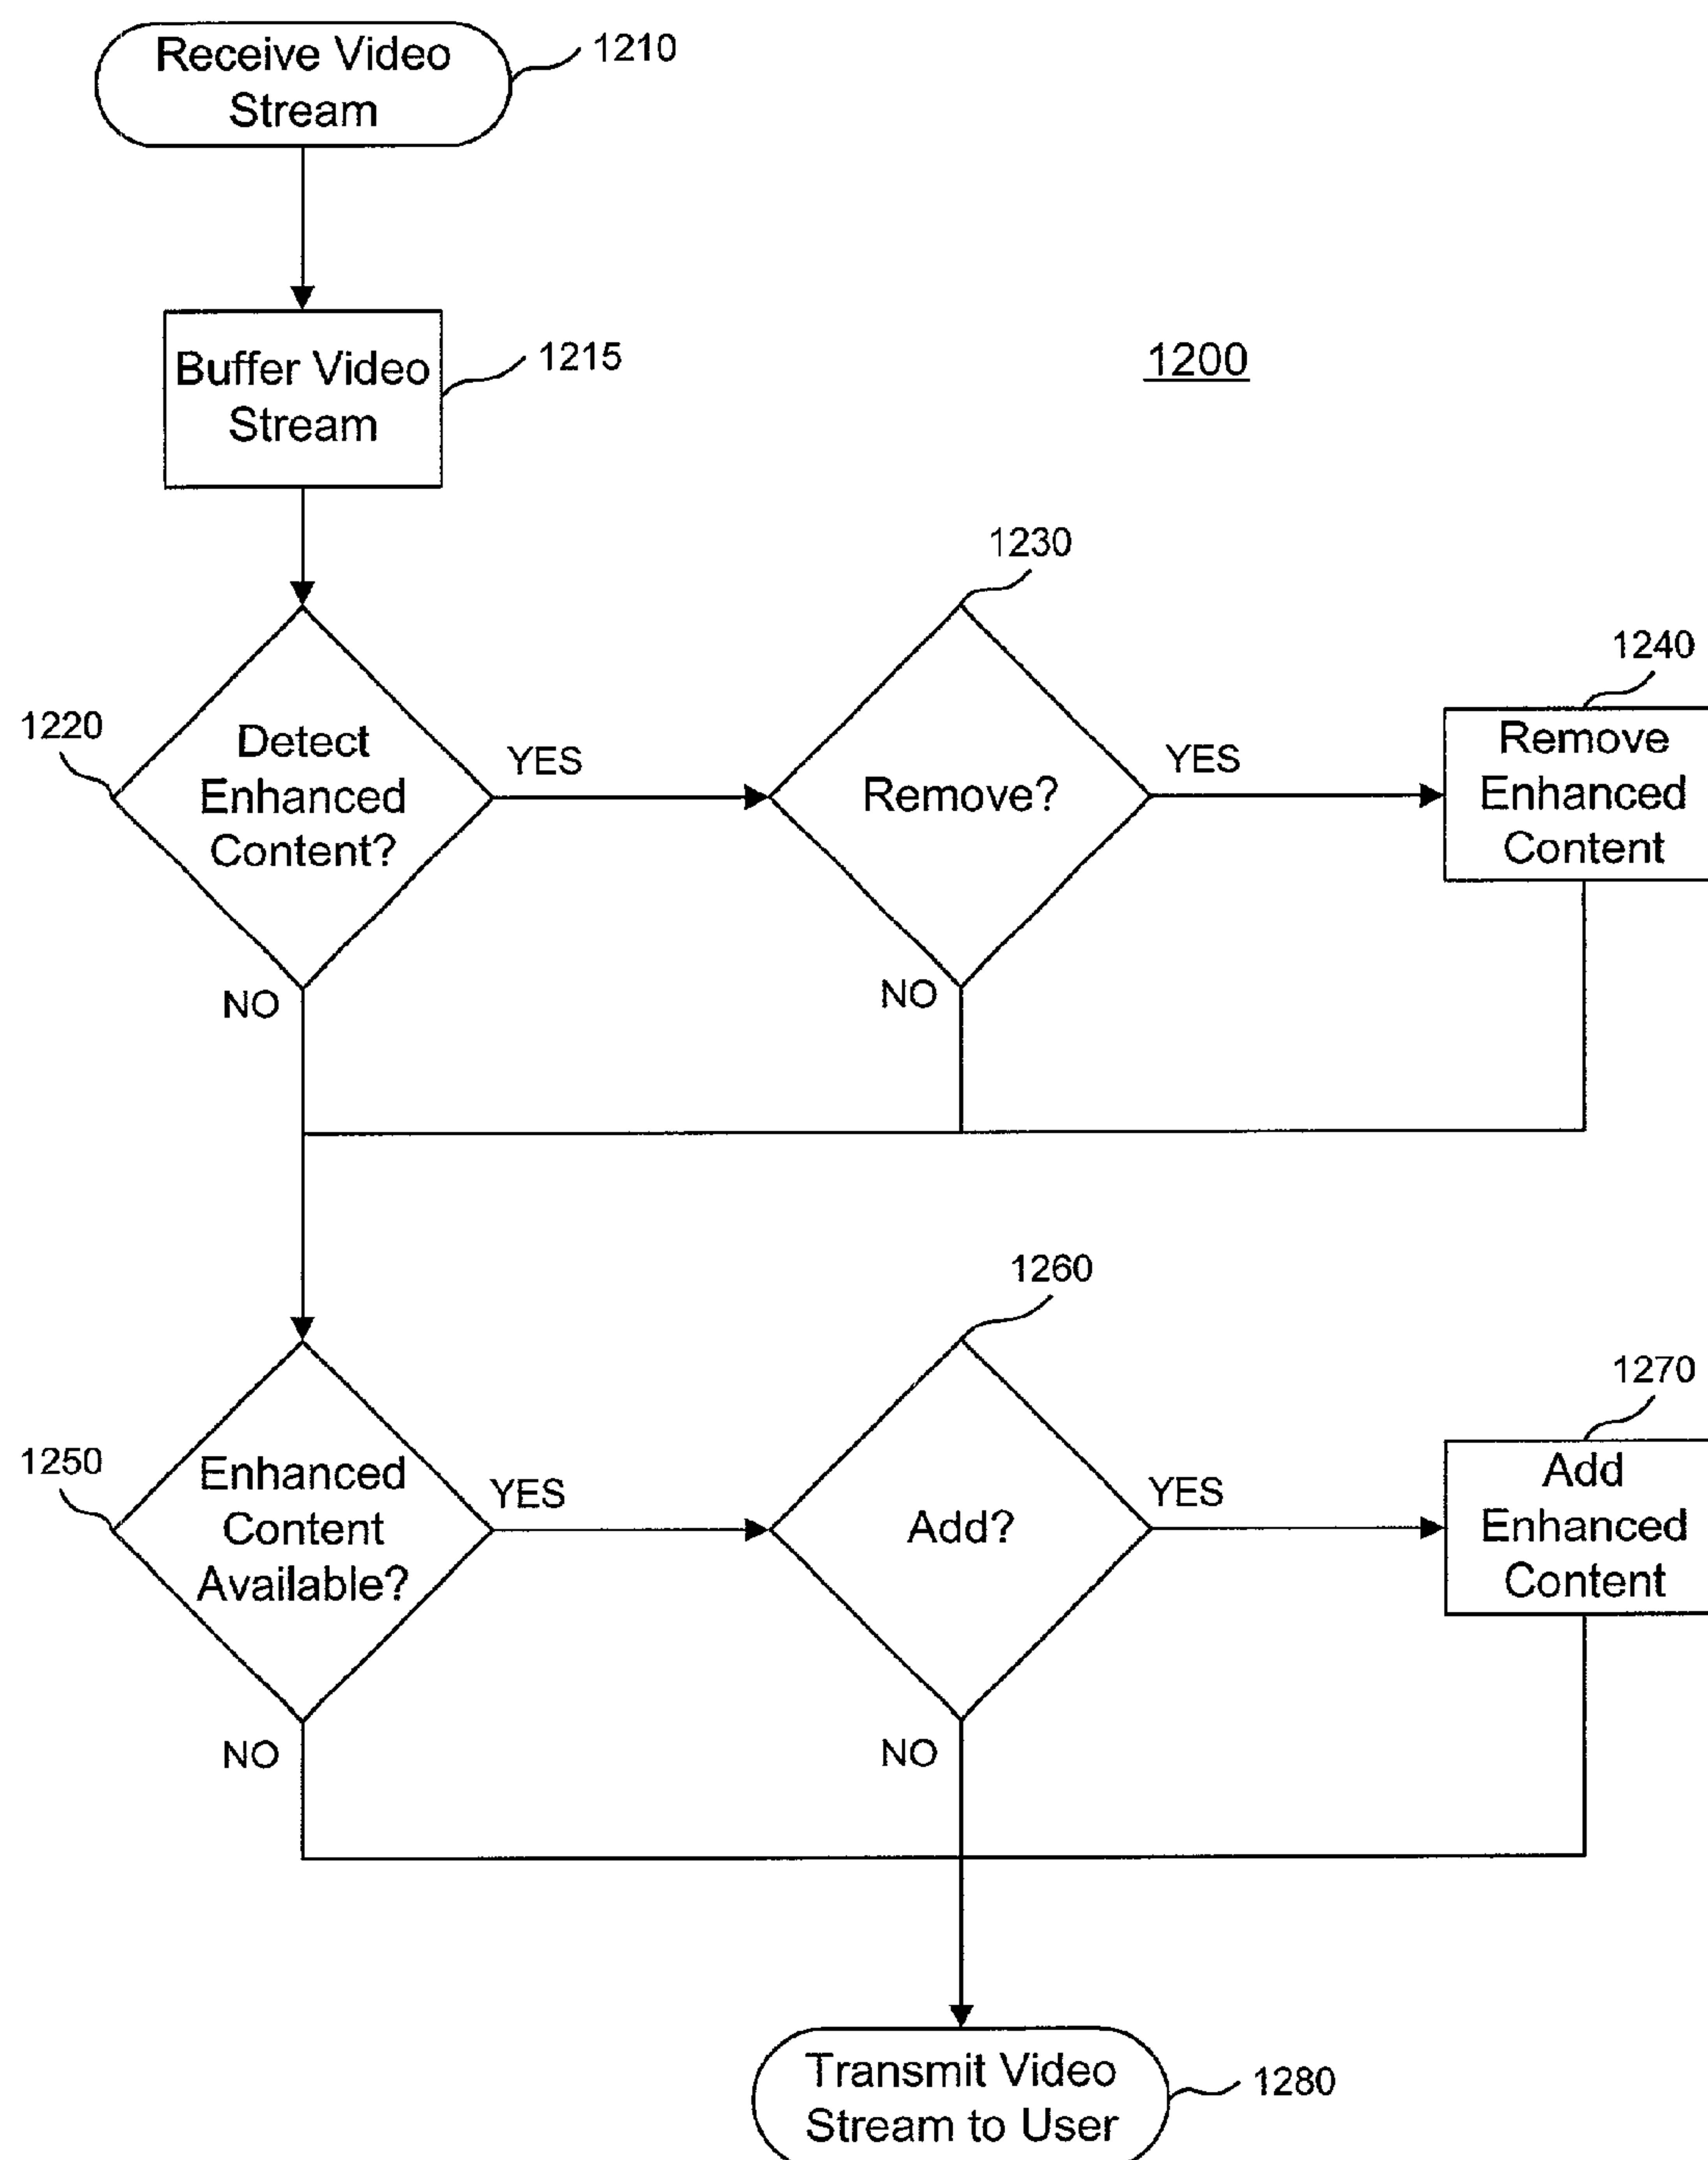 Receive Video
Stream
1210
Buffer Video
Stream
1215
1200
1230
1240
1220
Detect
Enhanced
Content?
YES
Remove?
YES
Remove
Enhanced
Content
NO
NO
1260
1270
1250
Enhanced
Content
Available?
YES
Add?
YES
Add
Enhanced
Content
NO
NO
Transmit Video
Stream to User
1280